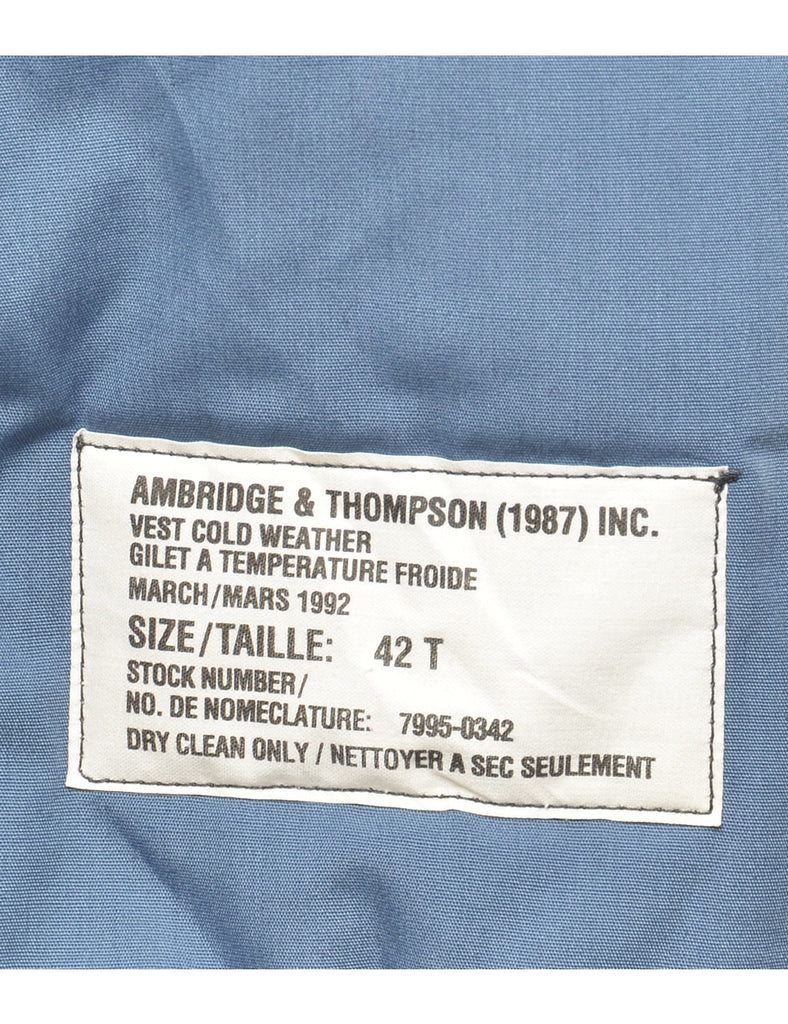 AMBRIDGE & THOMPSON (1987) INC.
VEST COLD WEATHER
GILET A TEMPERATURE FROIDE
MARCH/MARS 1992
SIZE/TAILLE: 42 T
STOCK NUMBER/
NO. DE NOMECLATURE: 7995-0342
DRY CLEAN ONLY / NETTOYER A SEC SEULEMENT